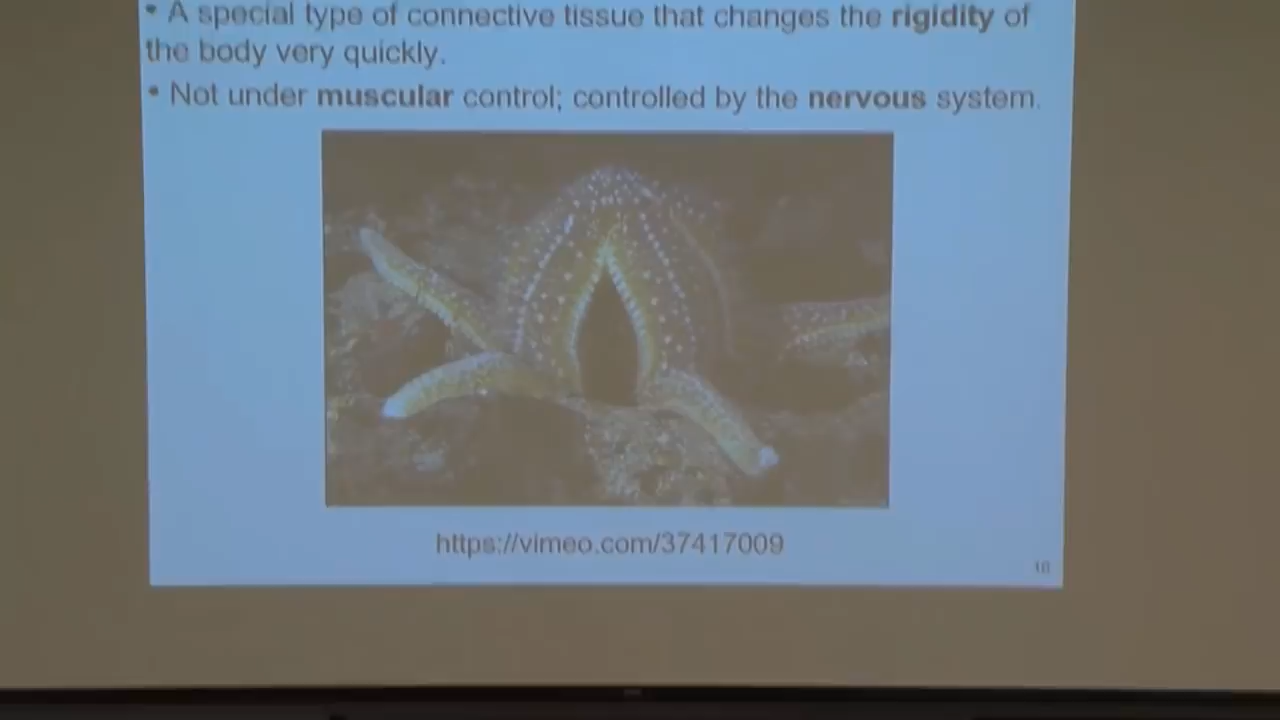 • A special type of connective tissue that changes the rigidity of
the body very quickly.
• Not under muscular control; controlled by the nervous system.
https://vimeo.com/37417009